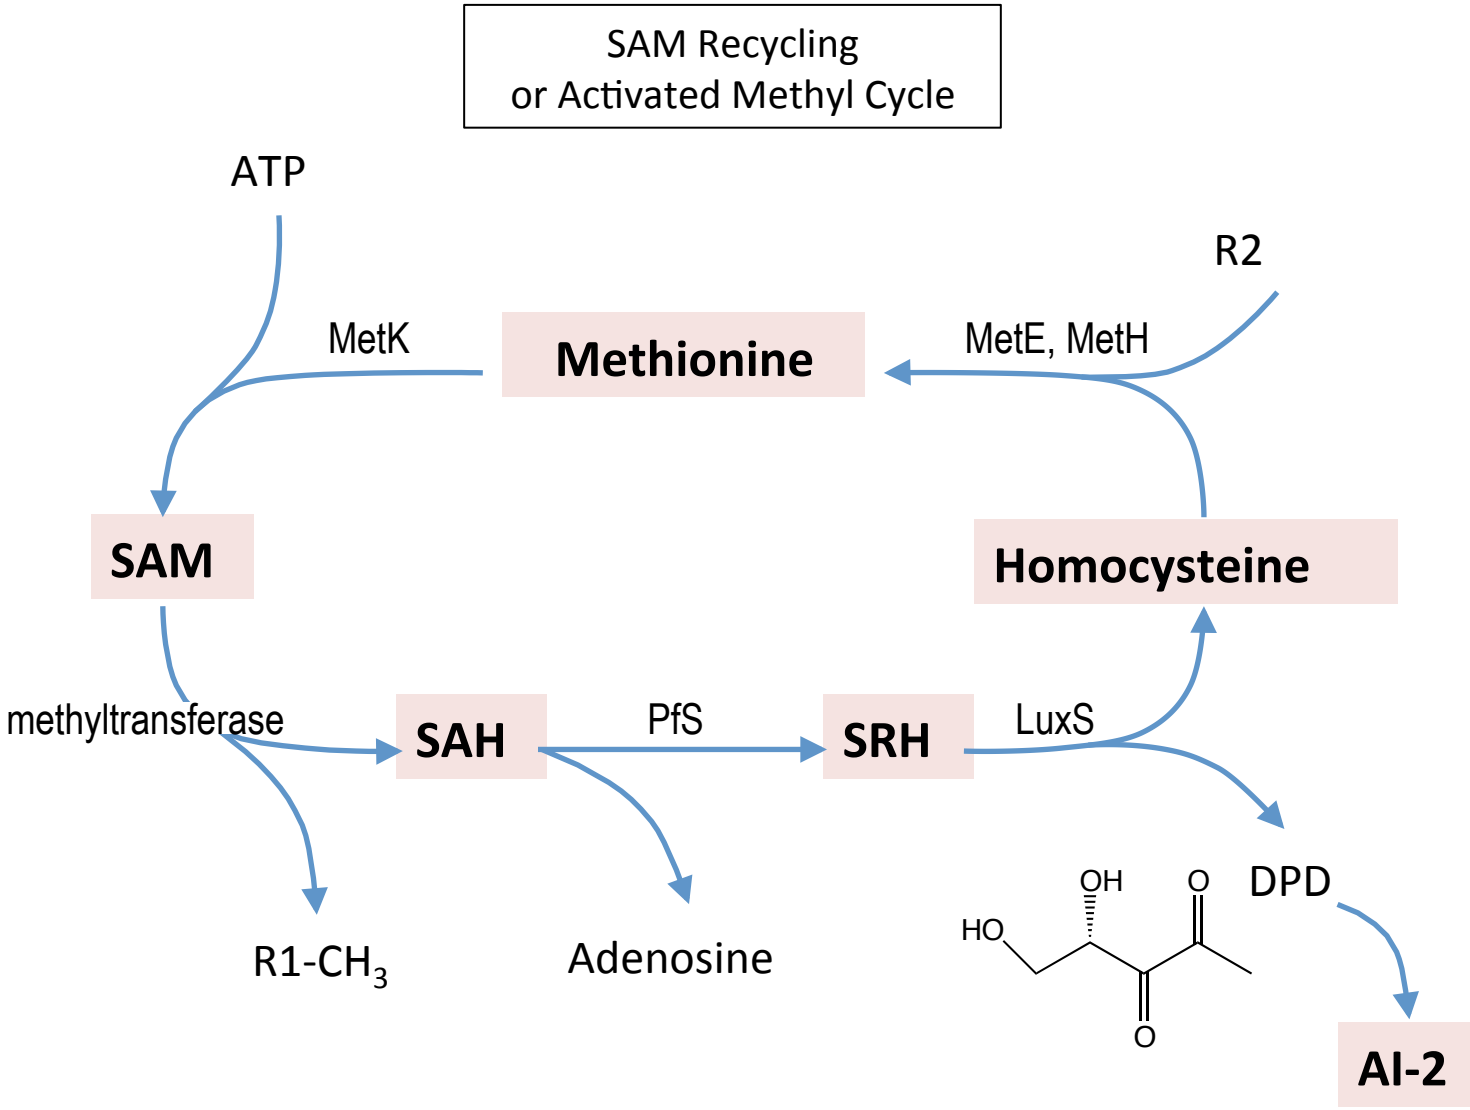 SAM Recycling
or Activated Methyl Cycle
ATP
R2
MetK
Methionine
MetE, MetH
SAM
Homocysteine
methyltransferase
SAH
PfS
SRH
LuxS
OH
O
DPD
HO
R1-CH₃
Adenosine
O
AI-2